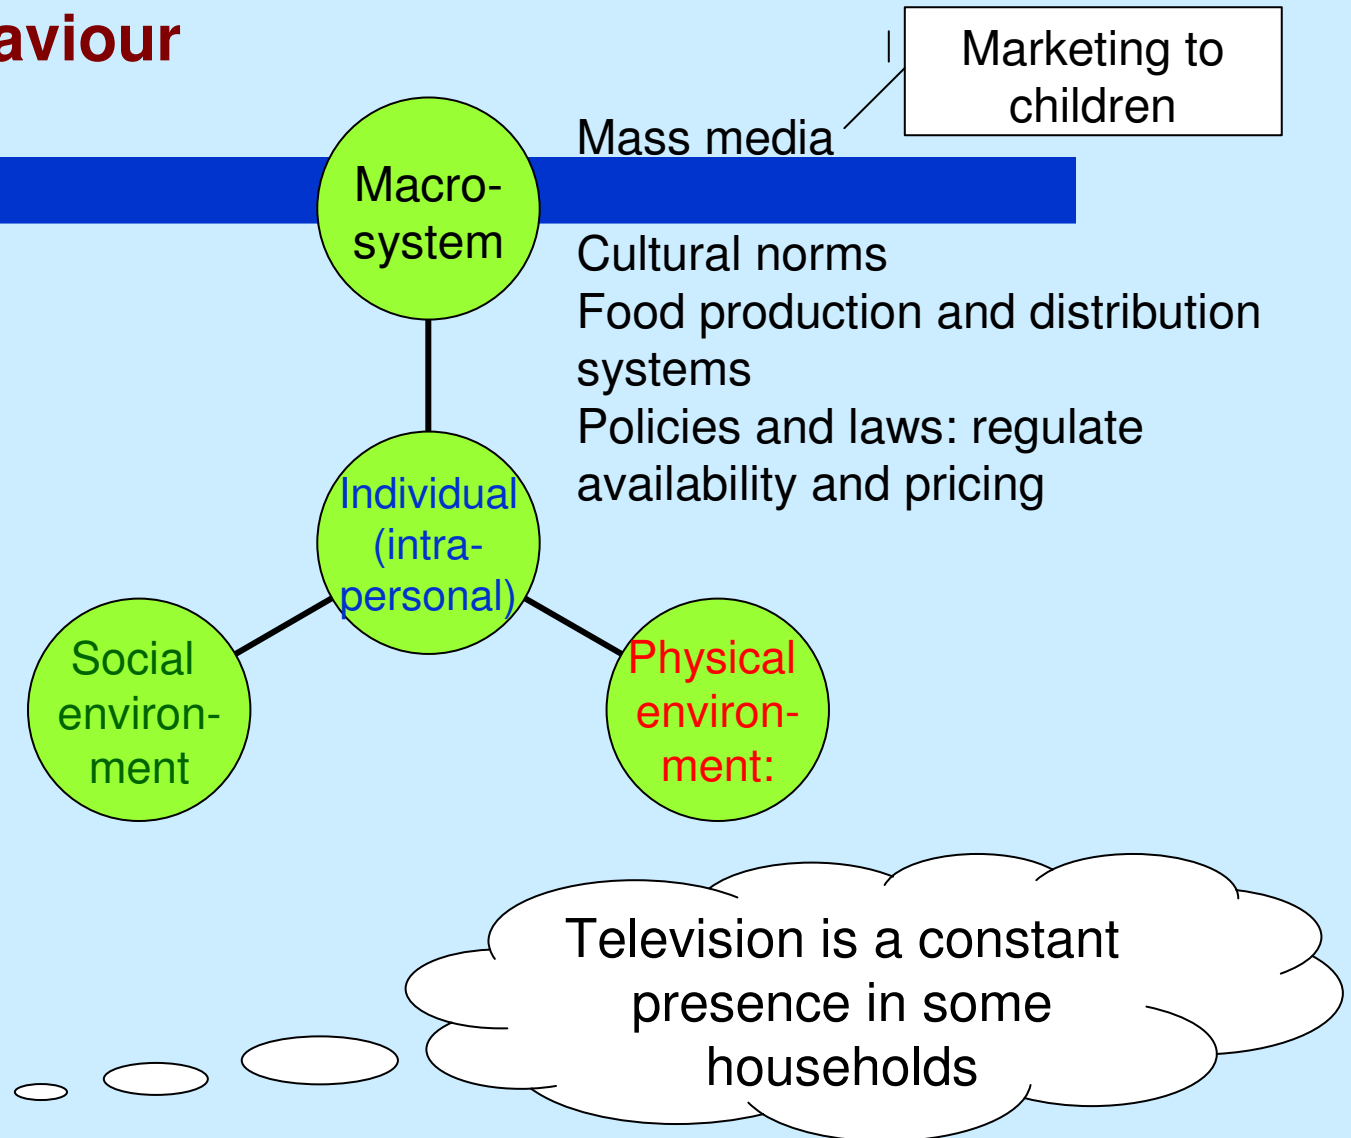 aviour
Marketing to
children
Mass media
Macro-
system
Cultural norms
Food production and distribution
systems
Policies and laws: regulate
availability and pricing
Individual
(intra-
personal)
Social
environ-
ment
Physical
environ-
ment:
Television is a constant
presence in some
households